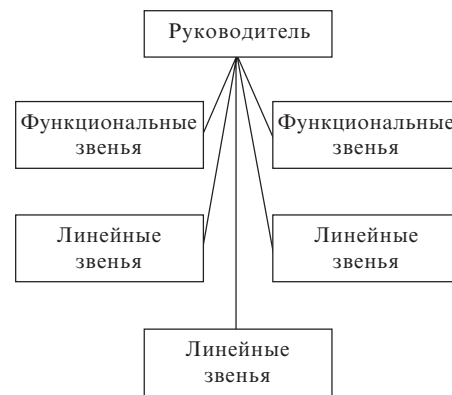 Руководитель
Функциональные
звенья
Функциональные
звенья
Линейные
звенья
Линейные
звенья
Линейные
звенья